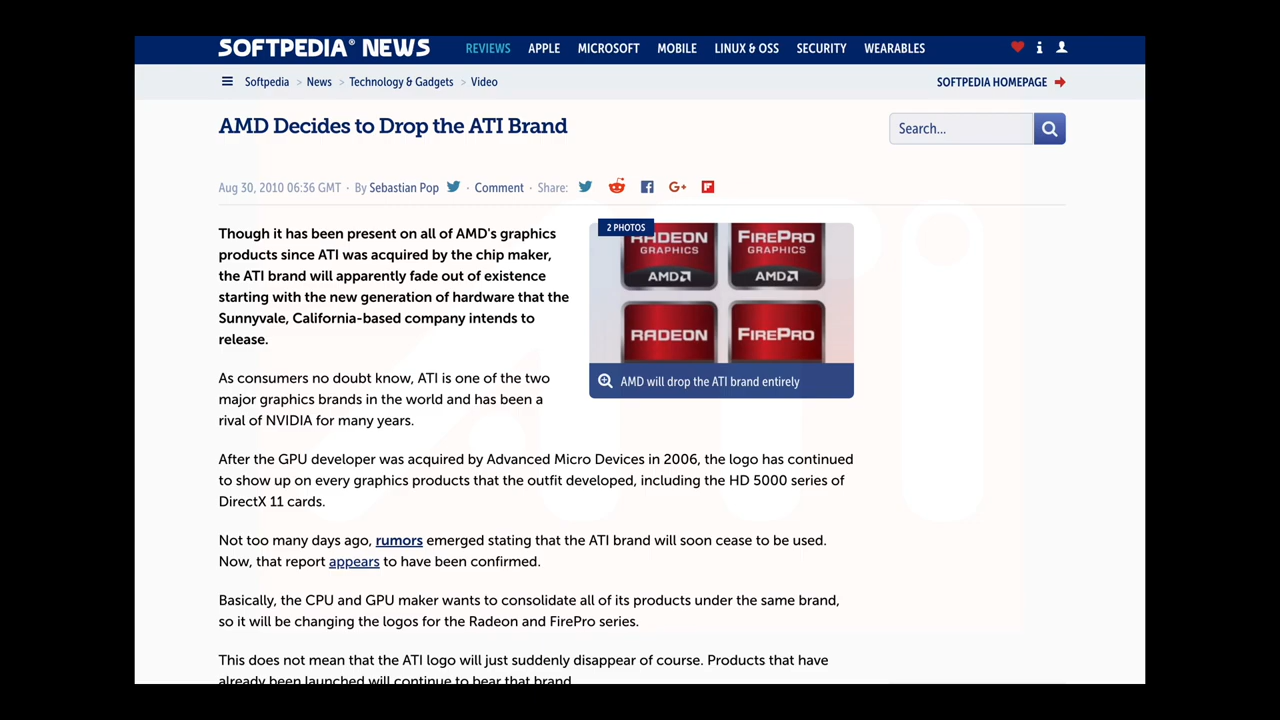 SOFTPEDIA® NEWS
REVIEWS APPLE MICROSOFT MOBILE LINUX & OSS SECURITY WEARABLES
Softpedia > News > Technology & Gadgets > Video
SOFTPEDIA HOMEPAGE
AMD Decides to Drop the ATI Brand
Search...
Aug 30, 2010 06:36 GMT · By Sebastian Pop · Comment · Share: G+
Though it has been present on all of AMD's graphics
products since ATI was acquired by the chip maker,
the ATI brand will apparently fade out of existence
starting with the new generation of hardware that the
Sunnyvale, California-based company intends to
release.
2 PHOTOS
RADEON FIREPRO
GRAPHICS GRAPHICS
AMD AMD
RADEON FIREPRO
AMD will drop the ATI brand entirely
As consumers no doubt know, ATI is one of the two
major graphics brands in the world and has been a
rival of NVIDIA for many years.
After the GPU developer was acquired by Advanced Micro Devices in 2006, the logo has continued
to show up on every graphics products that the outfit developed, including the HD 5000 series of
DirectX 11 cards.
Not too many days ago, rumors emerged stating that the ATI brand will soon cease to be used.
Now, that report appears to have been confirmed.
Basically, the CPU and GPU maker wants to consolidate all of its products under the same brand,
so it will be changing the logos for the Radeon and FirePro series.
This does not mean that the ATI logo will just suddenly disappear of course. Products that have
already been launched will continue to bear that brand